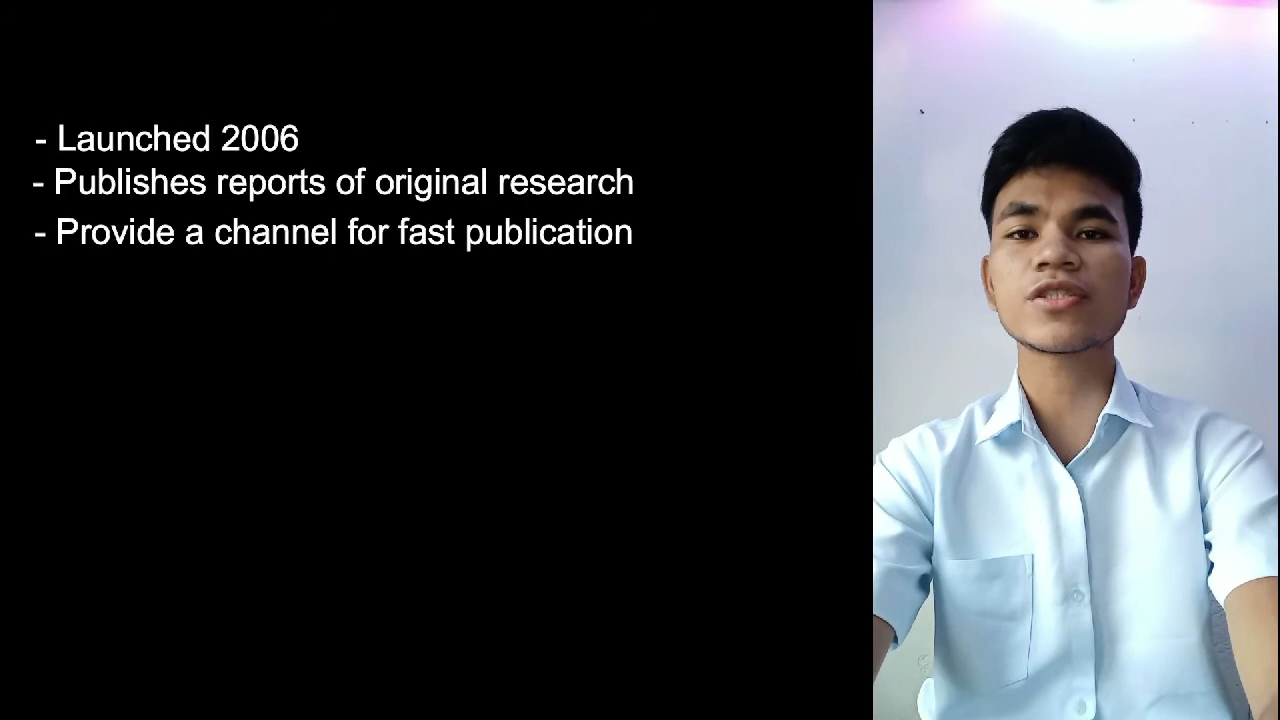 - Launched 2006
- Publishes reports of original research
- Provide a channel for fast publication